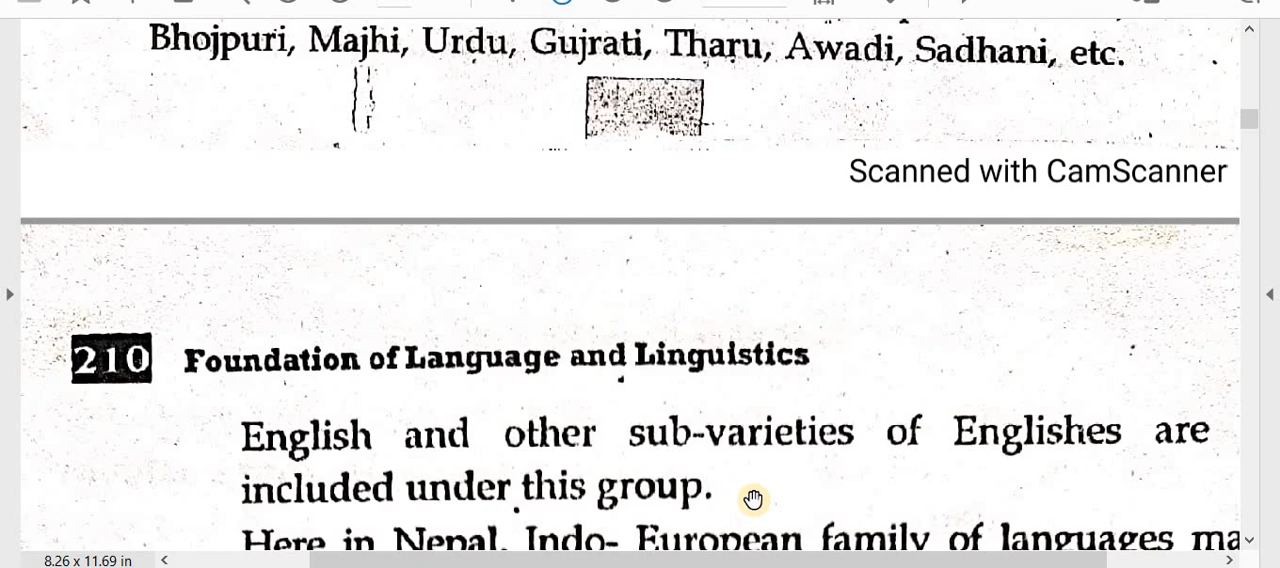 Bhojpuri, Majhi, Urdu, Gujrati, Tharu, Awadi, Sadhani, etc.
Scanned with CamScanner
210 Foundation of Language and Linguistics
English and other sub-varieties of Englishes are
included under this group.
Here in Nepal, Indo- European family of languages ma
8.26 x 11.69 in